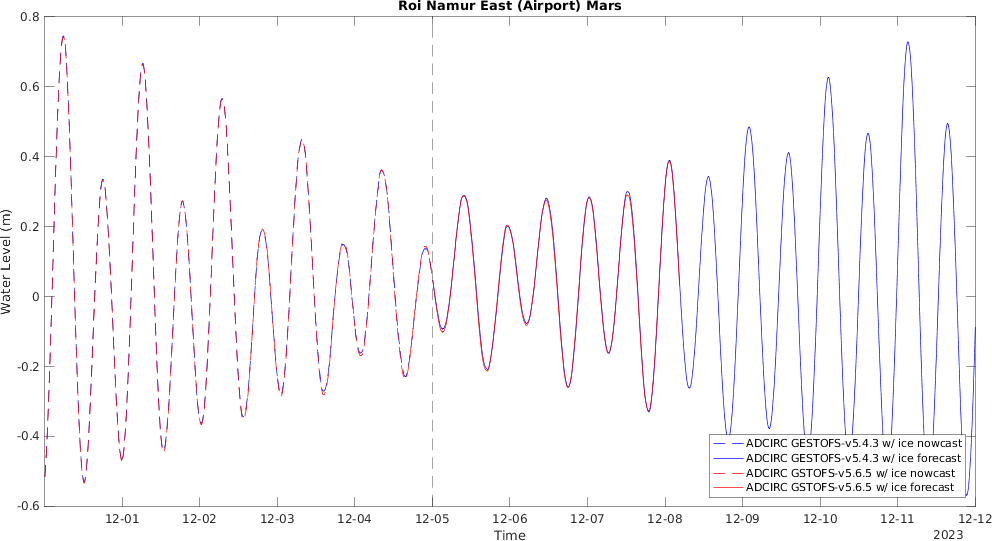 Roi Namur East (Airport) Mars
0.8
0.6
0.4
0.2
0
-0.2
-0.4
-0.6
Water Level (m)
ADCIRC GESTOFS-v5.4.3 w/ ice nowcast
ADCIRC GESTOFS-v5.4.3 w/ ice forecast
ADCIRC GSTOFS-v5.6.5 w/ ice nowcast
ADCIRC GSTOFS-v5.6.5 w/ ice forecast
12-01 12-02 12-03 12-04 12-05 12-06 12-07 12-08 12-09 12-10 12-11 12-12
Time
2023